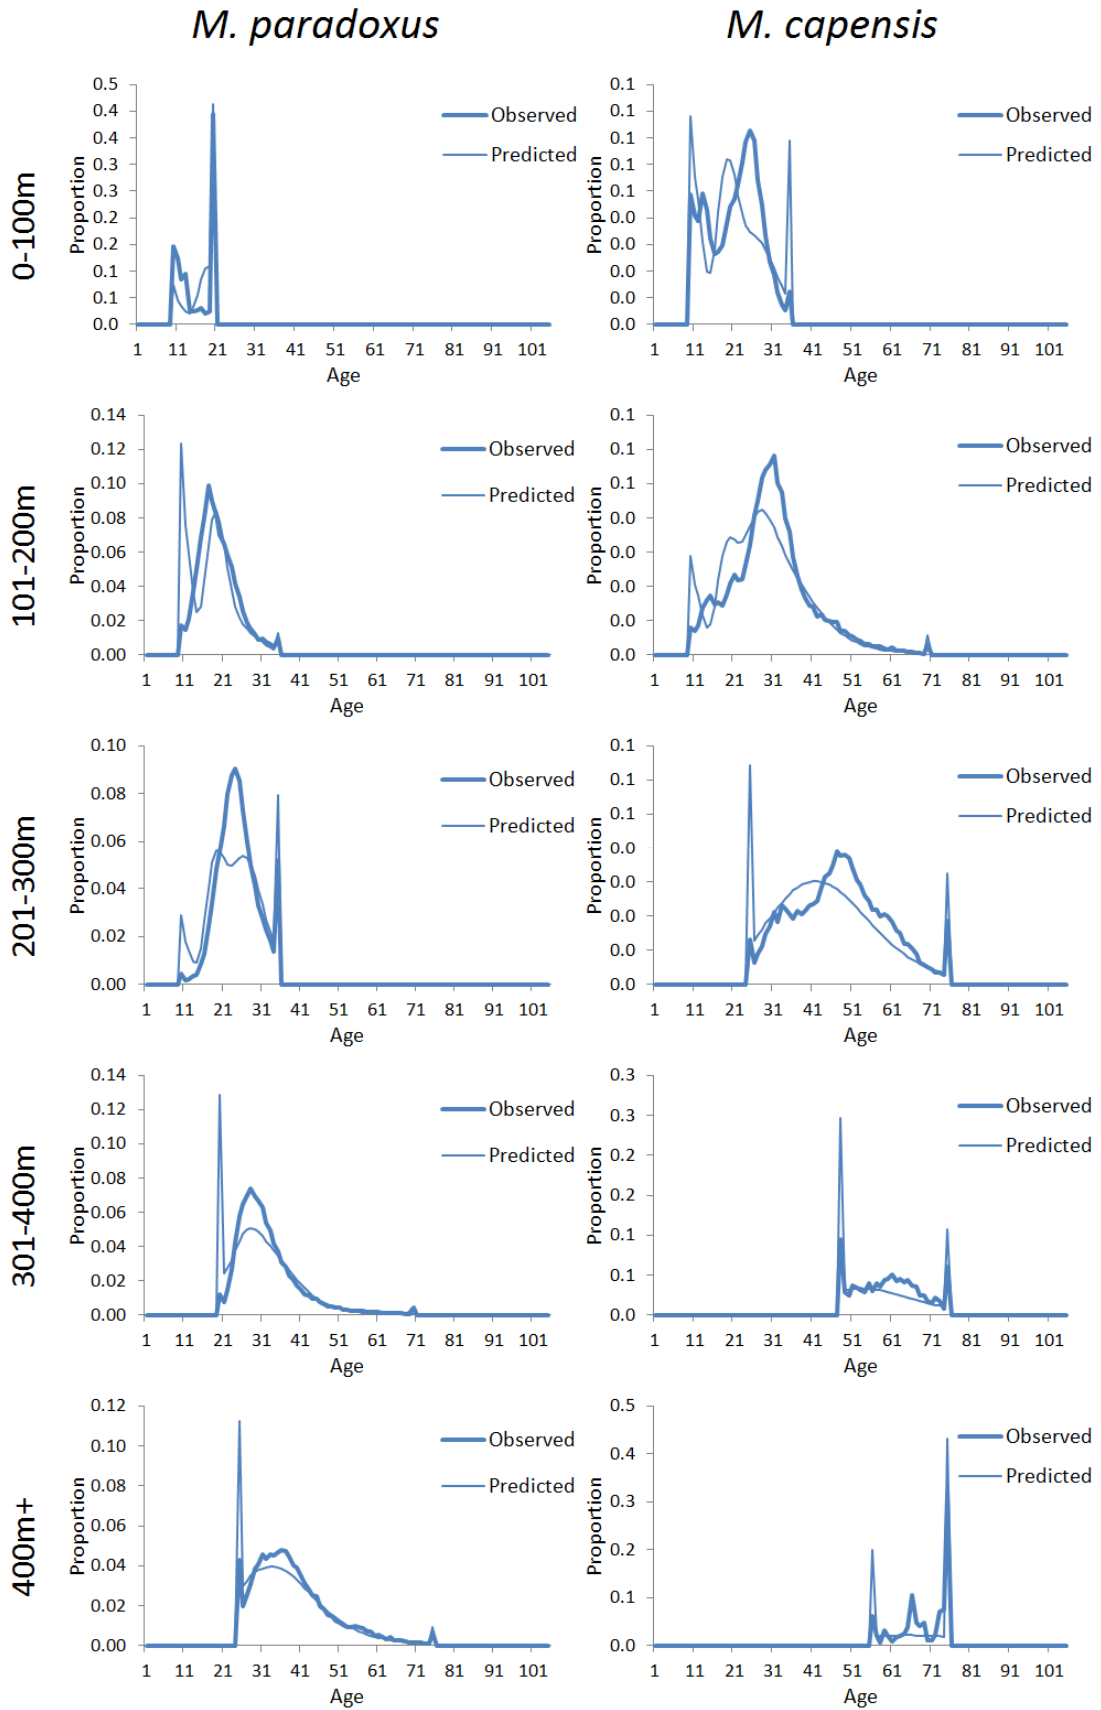 M. paradoxus M. capensis
0-100m
0.5
0.4
0.4
0.3
0.3
0.2
0.2
0.1
0.1
0.0
Proportion
Observed
Predicted
1 11 21 31 41 51 61 71 81 91 101
Age
0.1
0.1
0.1
0.1
0.1
0.0
0.0
0.0
0.0
0.0
Proportion
Observed
Predicted
1 11 21 31 41 51 61 71 81 91 101
Age
101-200m
0.14
0.12
0.10
0.08
0.06
0.04
0.02
0.00
Proportion
Observed
Predicted
1 11 21 31 41 51 61 71 81 91 101
Age
0.1
0.1
0.1
0.0
0.0
0.0
0.0
0.0
Proportion
Observed
Predicted
1 11 21 31 41 51 61 71 81 91 101
Age
201-300m
0.10
0.08
0.06
0.04
0.02
0.00
Proportion
Observed
Predicted
1 11 21 31 41 51 61 71 81 91 101
Age
0.1
0.1
0.1
0.0
0.0
0.0
0.0
0.0
Proportion
Observed
Predicted
1 11 21 31 41 51 61 71 81 91 101
Age
301-400m
0.14
0.12
0.10
0.08
0.06
0.04
0.02
0.00
Proportion
Observed
Predicted
1 11 21 31 41 51 61 71 81 91 101
Age
0.3
0.3
0.2
0.2
0.1
0.1
0.0
Proportion
Observed
Predicted
1 11 21 31 41 51 61 71 81 91 101
Age
400m+
0.12
0.10
0.08
0.06
0.04
0.02
0.00
Proportion
Observed
Predicted
1 11 21 31 41 51 61 71 81 91 101
Age
0.5
0.4
0.3
0.2
0.1
0.0
Proportion
Observed
Predicted
1 11 21 31 41 51 61 71 81 91 101
Age